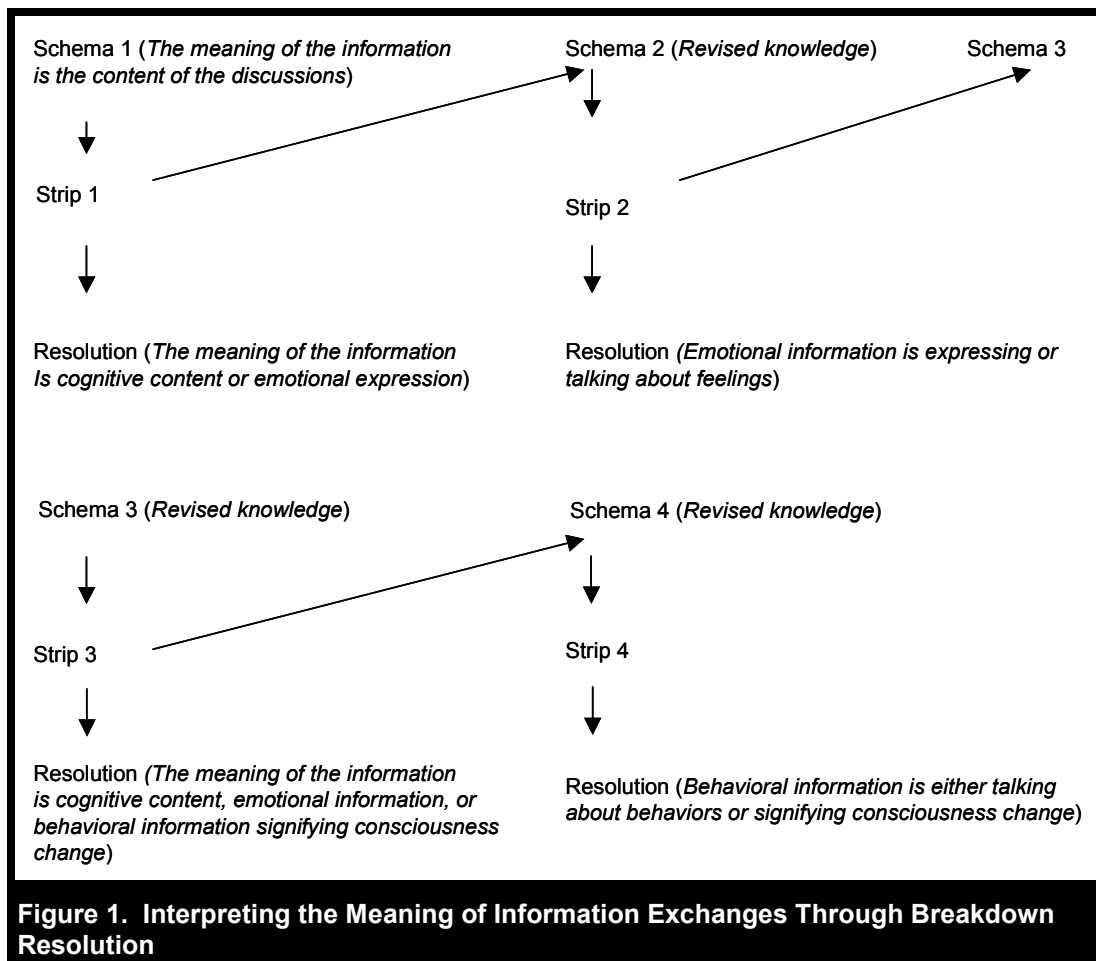 Schema 1 (The meaning of the information
is the content of the discussions)
Schema 2 (Revised knowledge)
Schema 3
Strip 1
Strip 2
Resolution (The meaning of the information
Is cognitive content or emotional expression)
Resolution (Emotional information is expressing or
talking about feelings)
Schema 3 (Revised knowledge)
Schema 4 (Revised knowledge)
Strip 3
Strip 4
Resolution (The meaning of the information
is cognitive content, emotional information, or
behavioral information signifying consciousness
change)
Resolution (Behavioral information is either talking
about behaviors or signifying consciousness change)
Figure 1. Interpreting the Meaning of Information Exchanges Through Breakdown
Resolution